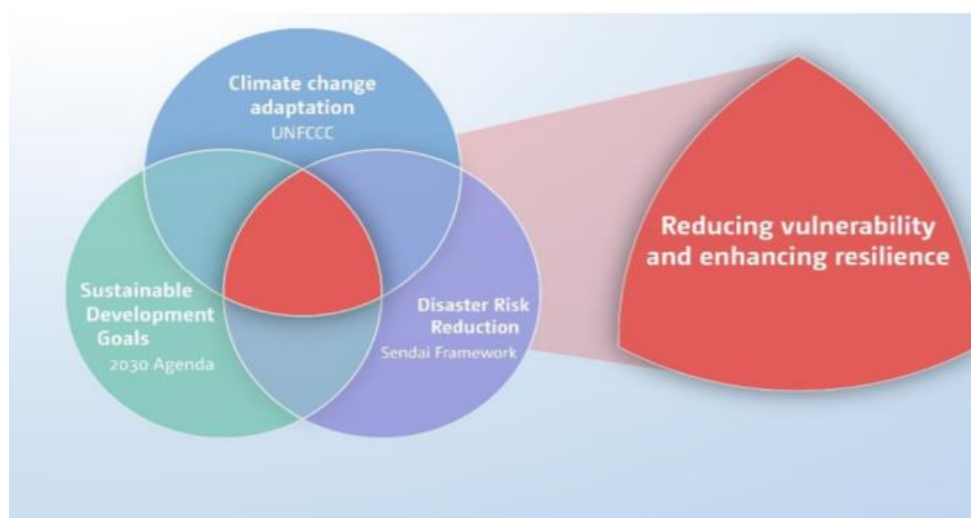 Climate change
adaptation
UNFCCC
Sustainable
Development
Goals
2030 Agenda
Disaster Risk
Reduction
Sendai Framework
Reducing vulnerability
and enhancing resilience